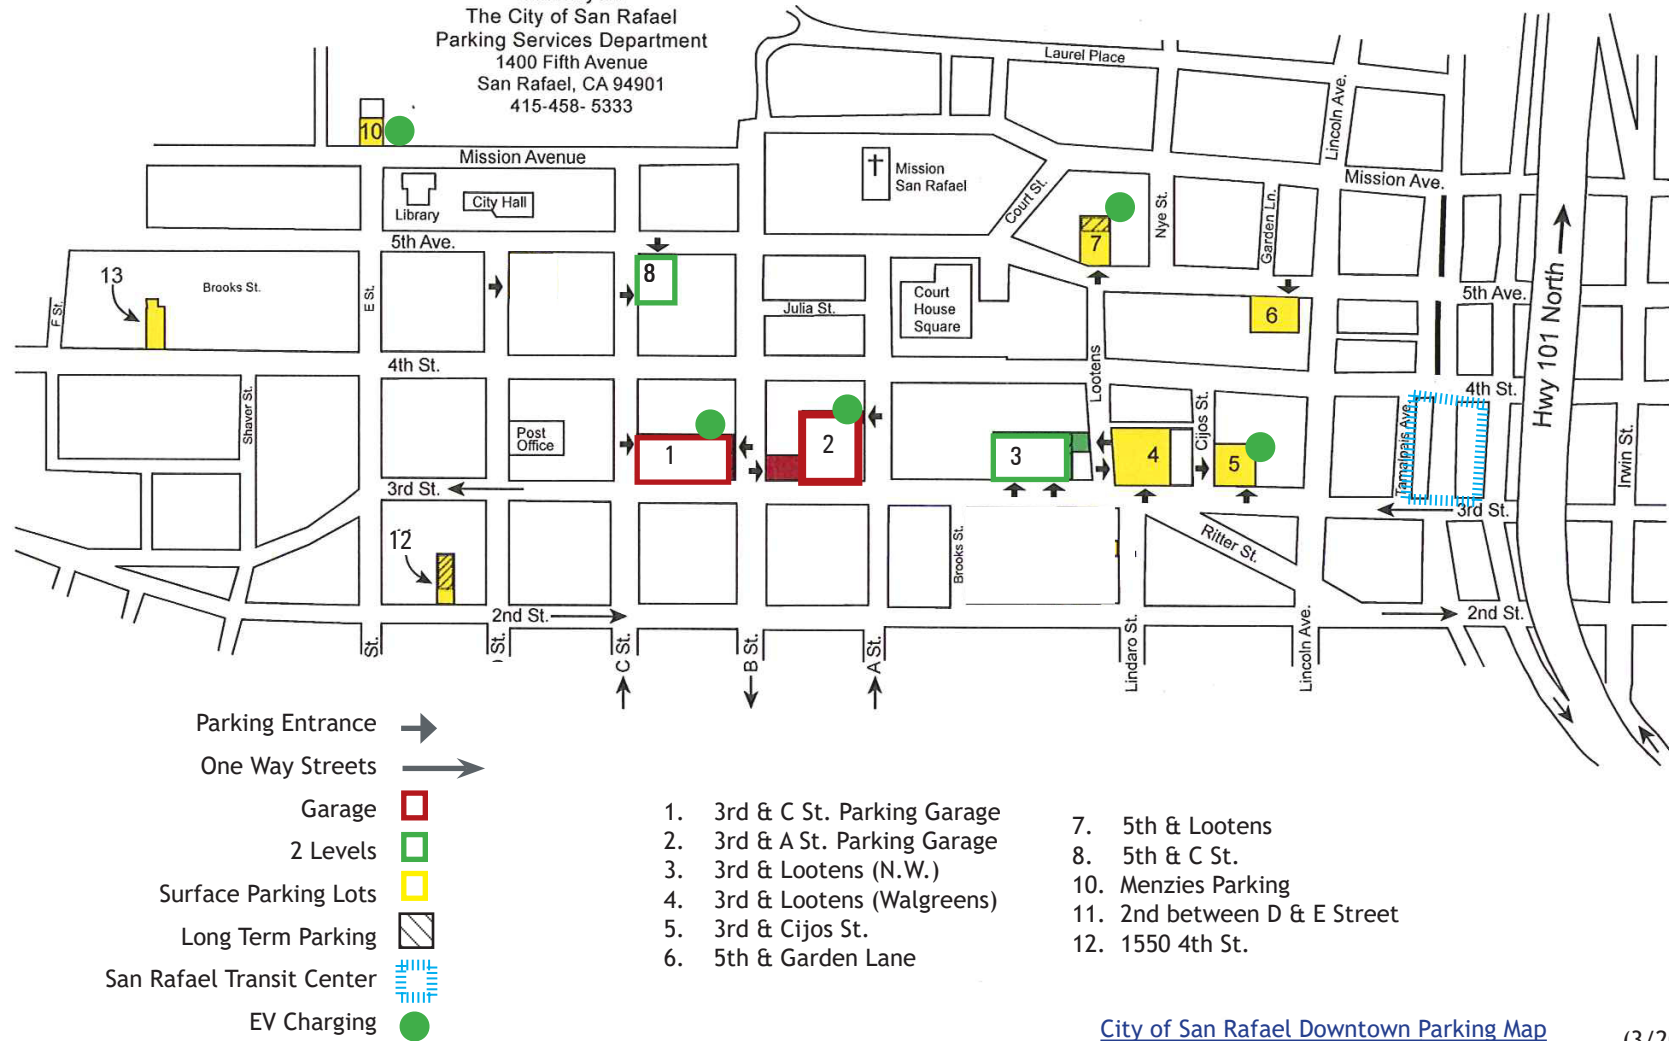 The City of San Rafael
Parking Services Department
1400 Fifth Avenue
San Rafael, CA 94901
415-458- 5333
Laurel Place
Lincoln Ave.
10
Mission Avenue
Mission
San Rafael
Mission Ave.
Library
City Hall
Court St.
Nye St.
Garden Ln.
7
5th Ave.
13
Brooks St.
F St.
E St.
8
Julia St.
Court
House
Square
6
5th Ave.
Hwy 101 North
4th St.
Lootens
4th St.
Shaver St.
Post
Office
1
2
3
4
Cijos St.
5
Tamalpais Ave.
Irwin St.
3rd St.
3rd St.
12
Brooks St.
Ritter St.
2nd St.
2nd St.
St.
St.
C St.
B St.
A St.
Lindaro St.
Lincoln Ave.
Parking Entrance
One Way Streets
Garage
2 Levels
Surface Parking Lots
Long Term Parking
San Rafael Transit Center
EV Charging
1. 3rd & C St. Parking Garage
2. 3rd & A St. Parking Garage
3. 3rd & Lootens (N.W.)
4. 3rd & Lootens (Walgreens)
5. 3rd & Cijos St.
6. 5th & Garden Lane
7. 5th & Lootens
8. 5th & C St.
10. Menzies Parking
11. 2nd between D & E Street
12. 1550 4th St.
City of San Rafael Downtown Parking Map